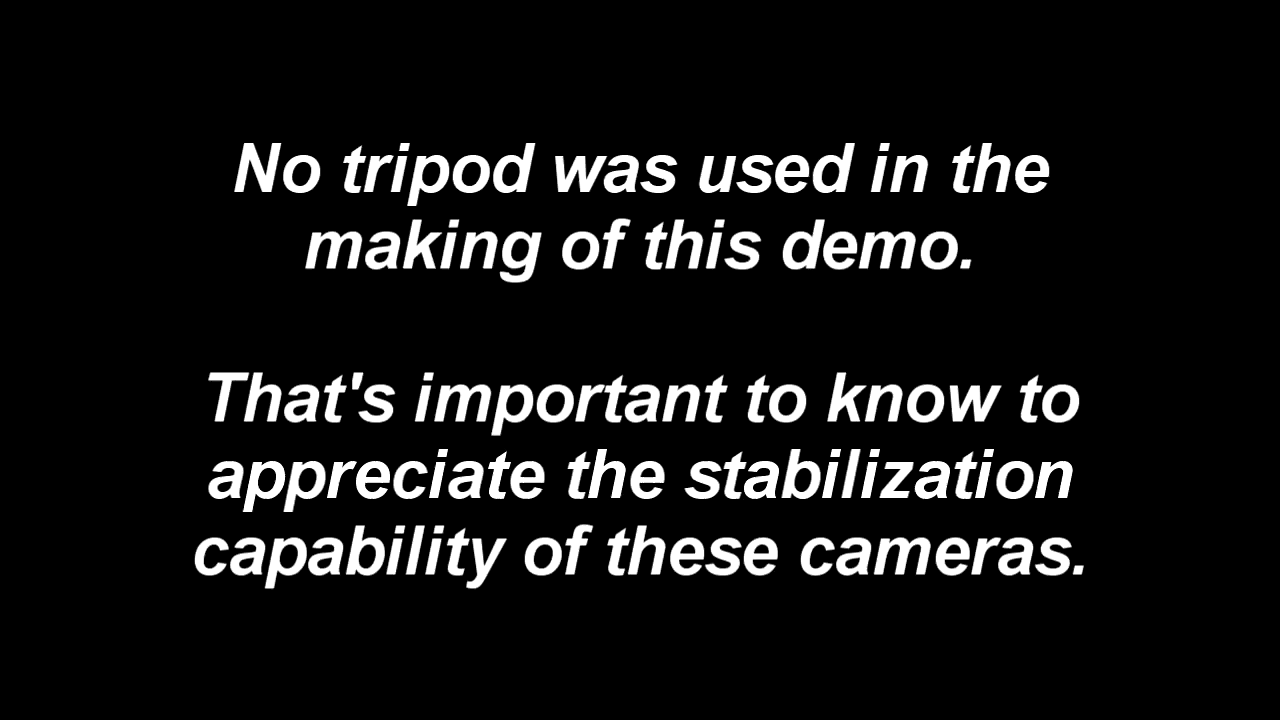 No tripod was used in the
making of this demo.
That's important to know to
appreciate the stabilization
capability of these cameras.